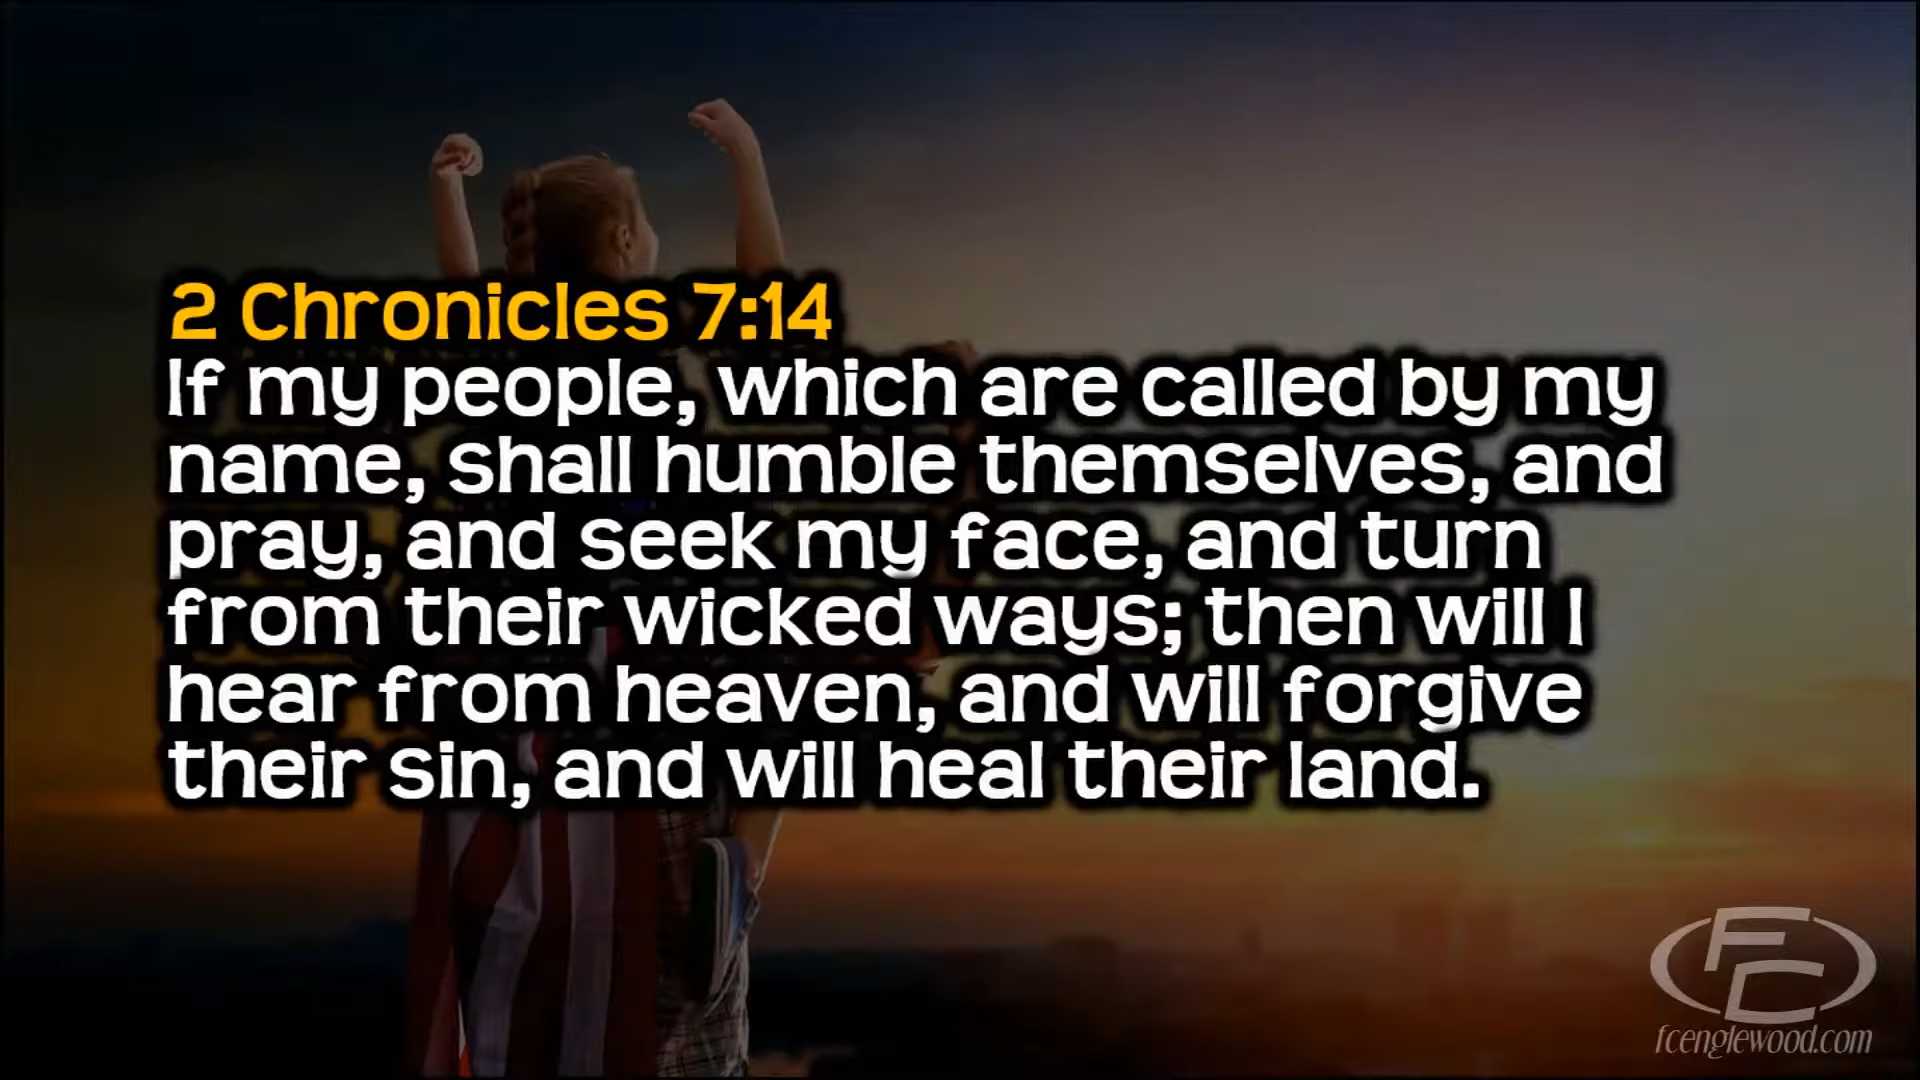 2 Chronicles 7:14
If my people, which are called by my
name, shall humble themselves, and
pray, and seek my face, and turn
from their wicked ways; then will I
hear from heaven, and will forgive
their sin, and will heal their land.
FC
fcenglewood.com